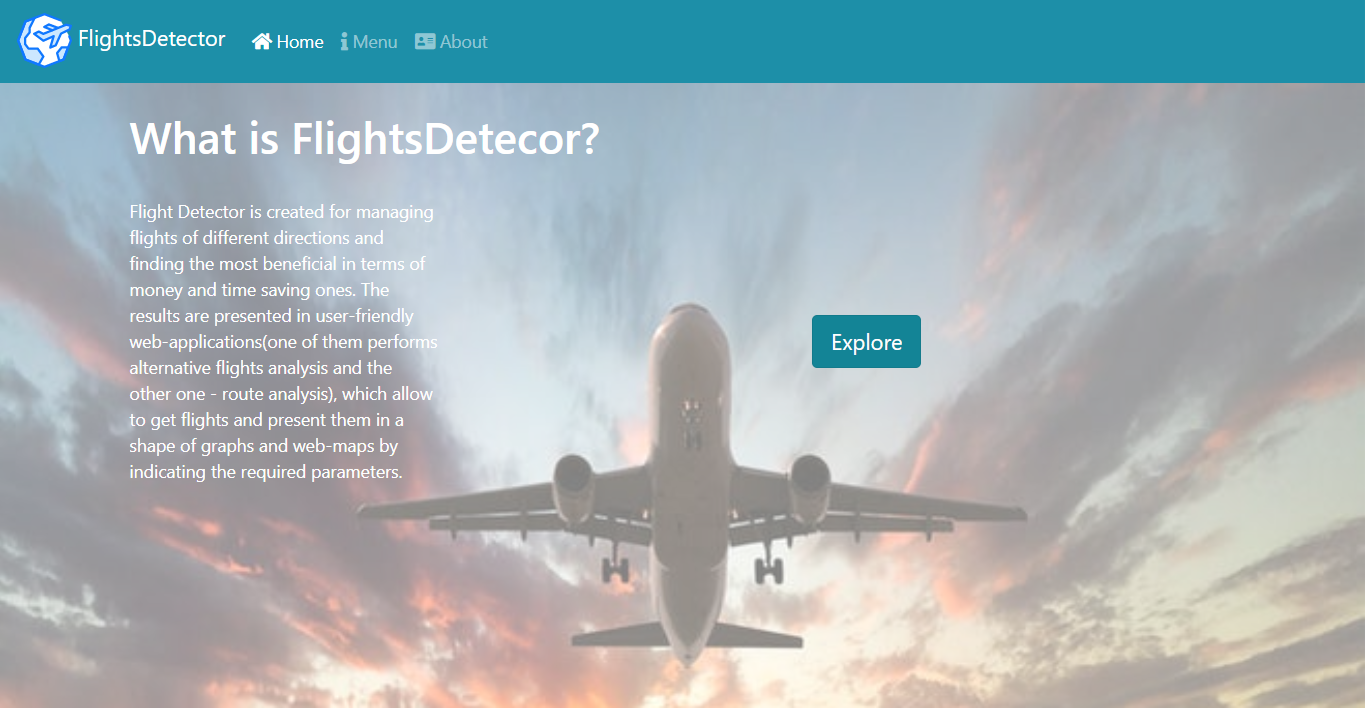 FlightsDetector Home Menu About
What is FlightsDetecor?
Flight Detector is created for managing
flights of different directions and
finding the most beneficial in terms of
money and time saving ones. The
results are presented in user-friendly
web-applications(one of them performs
alternative flights analysis and the
other one - route analysis), which allow
to get flights and present them in a
shape of graphs and web-maps by
indicating the required parameters.
Explore